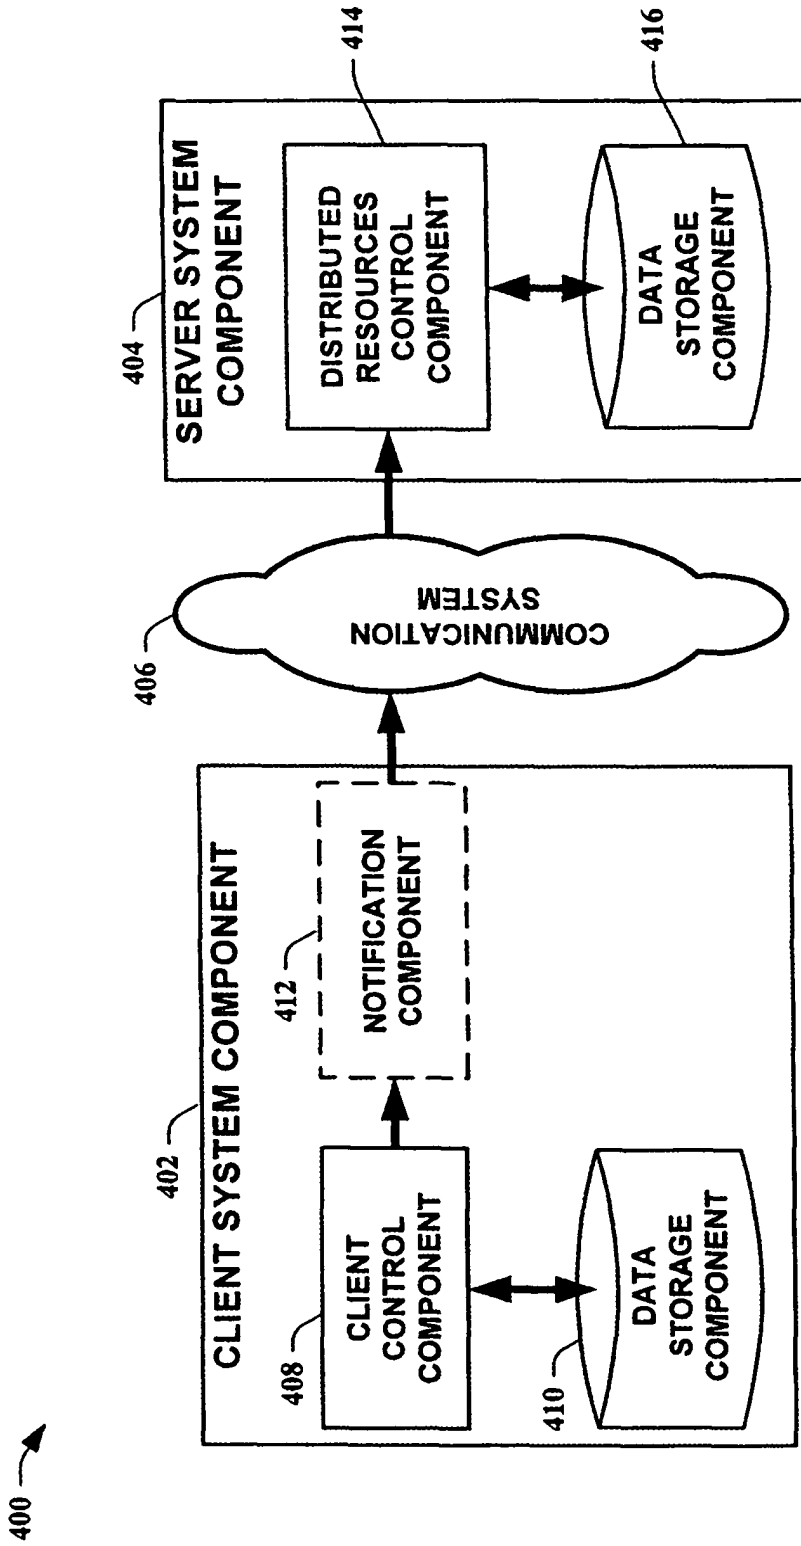 400
402
CLIENT SYSTEM COMPONENT
408
CLIENT
CONTROL
COMPONENT
412
NOTIFICATION
COMPONENT
410
DATA
STORAGE
COMPONENT
406
COMMUNICATION
SYSTEM
404
SERVER SYSTEM
COMPONENT
DISTRIBUTED
RESOURCES
CONTROL
COMPONENT
414
DATA
STORAGE
COMPONENT
416